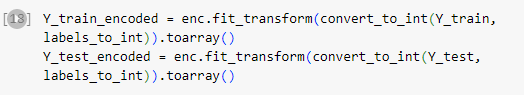 [18] Y_train_encoded = enc.fit_transform(convert_to_int(Y_train,
labels_to_int)).toarray()
Y_test_encoded = enc.fit_transform(convert_to_int(Y_test,
labels_to_int)).toarray()